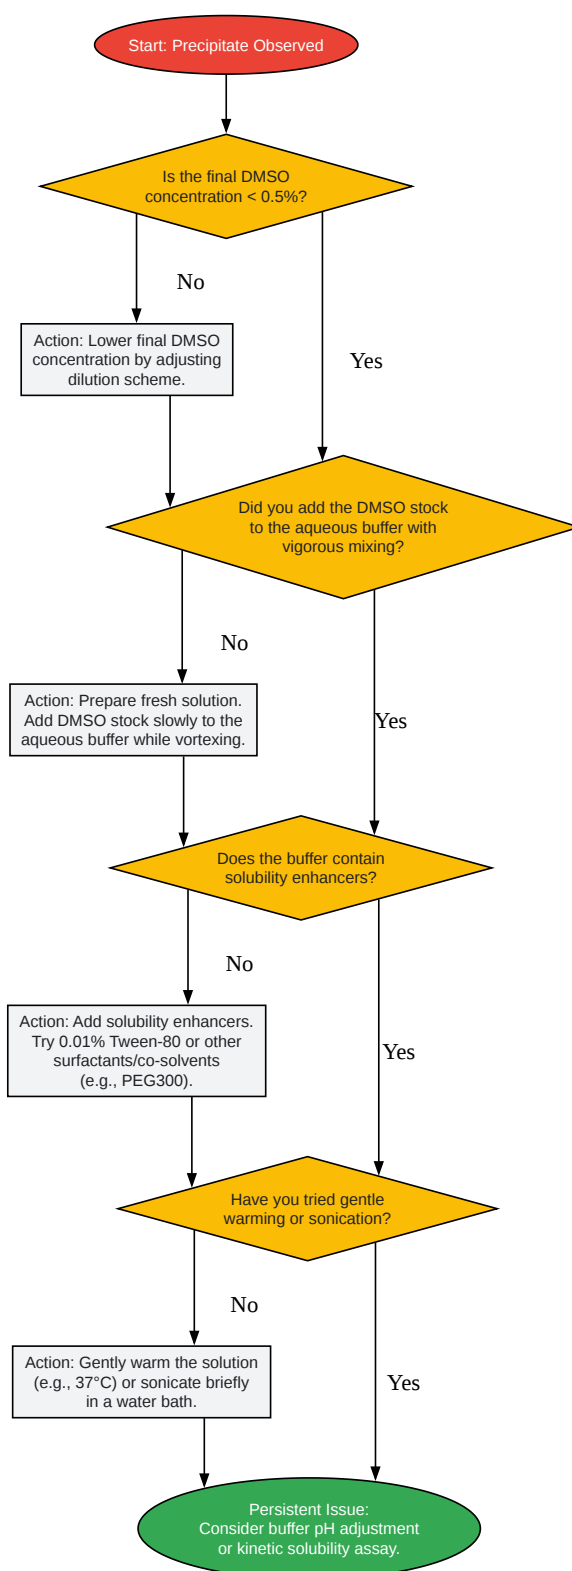 Start: Precipitate Observed
Is the final DMSO
concentration < 0.5%?
No
Action: Lower final DMSO
concentration by adjusting
dilution scheme.
Yes
Did you add the DMSO stock
to the aqueous buffer with
vigorous mixing?
No
Action: Prepare fresh solution.
Add DMSO stock slowly to the
aqueous buffer while vortexing.
Yes
Does the buffer contain
solubility enhancers?
No
Action: Add solubility enhancers.
Try 0.01% Tween-80 or other
surfactants/co-solvents
(e.g., PEG300).
Yes
Have you tried gentle
warming or sonication?
No
Action: Gently warm the solution
(e.g., 37°C) or sonicate briefly
in a water bath.
Yes
Persistent Issue:
Consider buffer pH adjustment
or kinetic solubility assay.